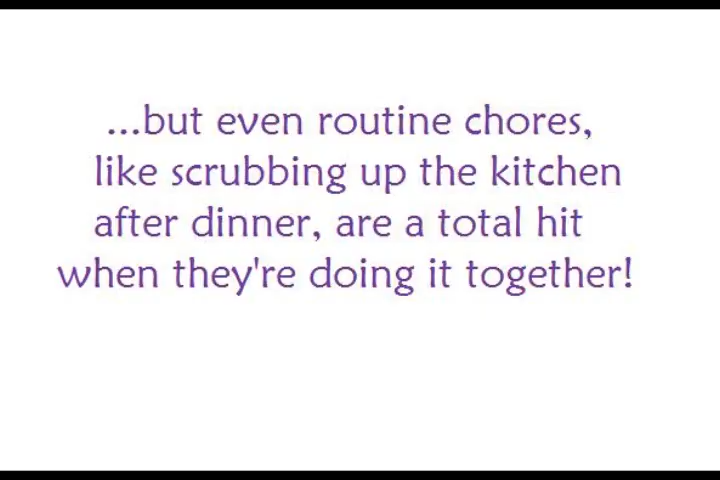 ...but even routine chores,
like scrubbing up the kitchen
after dinner, are a total hit
when they're doing it together!